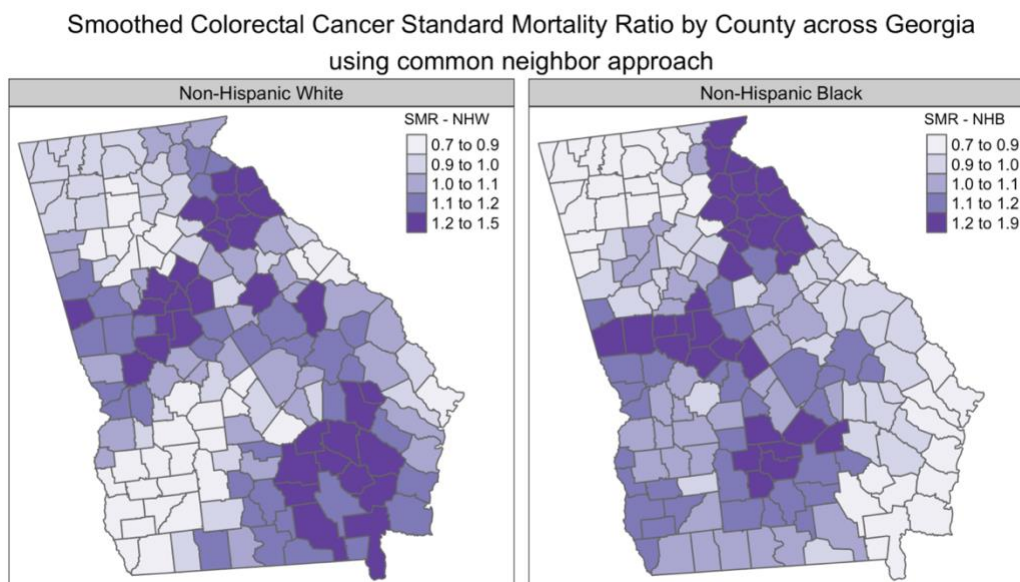 Smoothed Colorectal Cancer Standard Mortality Ratio by County across Georgia
using common neighbor approach
Non-Hispanic White
SMR - NHW
0.7 to 0.9
0.9 to 1.0
1.0 to 1.1
1.1 to 1.2
1.2 to 1.5
Non-Hispanic Black
SMR - NHB
0.7 to 0.9
0.9 to 1.0
1.0 to 1.1
1.1 to 1.2
1.2 to 1.9